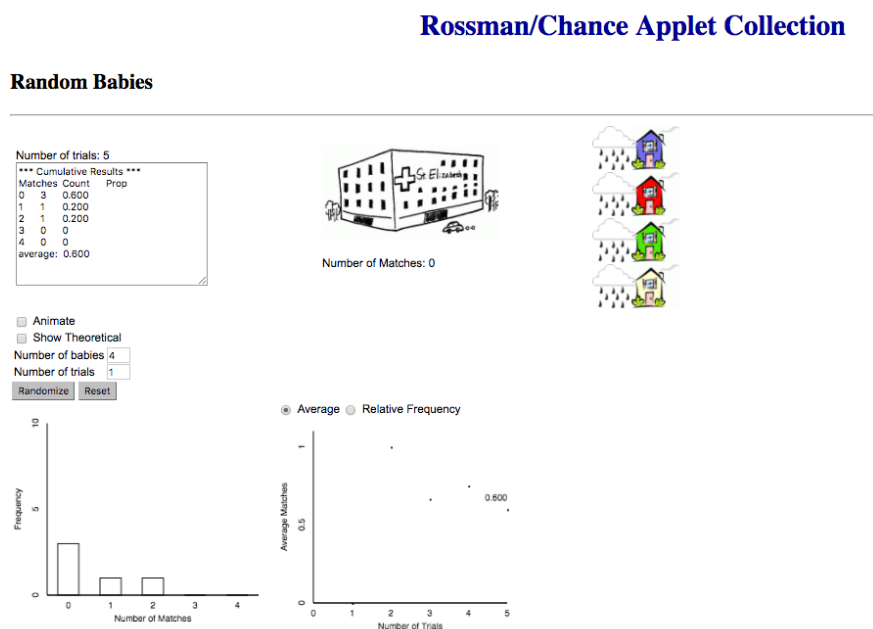 Rossman/Chance Applet Collection
Random Babies
Number of trials: 5
*** Cumulative Results ***
Matches Count Prop
0 3 0.600
1 1 0.200
2 1 0.200
3 0 0
4 0 0
average: 0.600
St. Elizabeth
Number of Matches: 0
Animate
Show Theoretical
Number of babies 4
Number of trials 1
Randomize Reset
Average Relative Frequency
10
5
0
Frequency
0 1 2 3 4
Number of Matches
1
0.5
0
Average Matches
0.600
0 1 2 3 4 5
Number of Trials